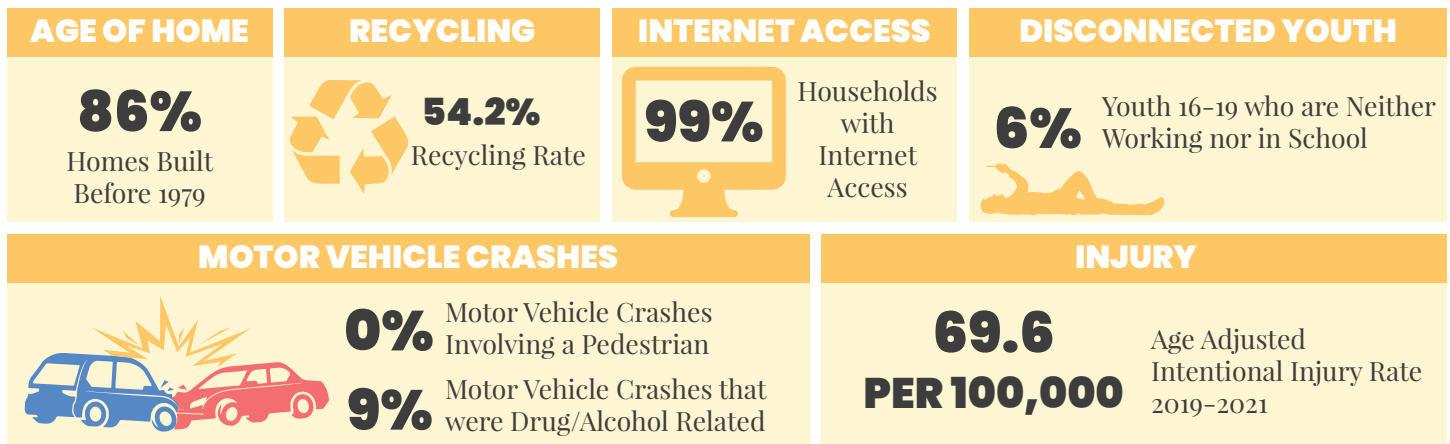 AGE OF HOME
86%
Homes Built
Before 1979
RECYCLING
54.2%
Recycling Rate
INTERNET ACCESS
99%
Households
with
Internet
Access
DISCONNECTED YOUTH
6%
Youth 16-19 who are Neither
Working nor in School
MOTOR VEHICLE CRASHES
0%
Motor Vehicle Crashes
Involving a Pedestrian
9%
Motor Vehicle Crashes that
were Drug/Alcohol Related
INJURY
69.6
PER 100,000
Age Adjusted
Intentional Injury Rate
2019-2021